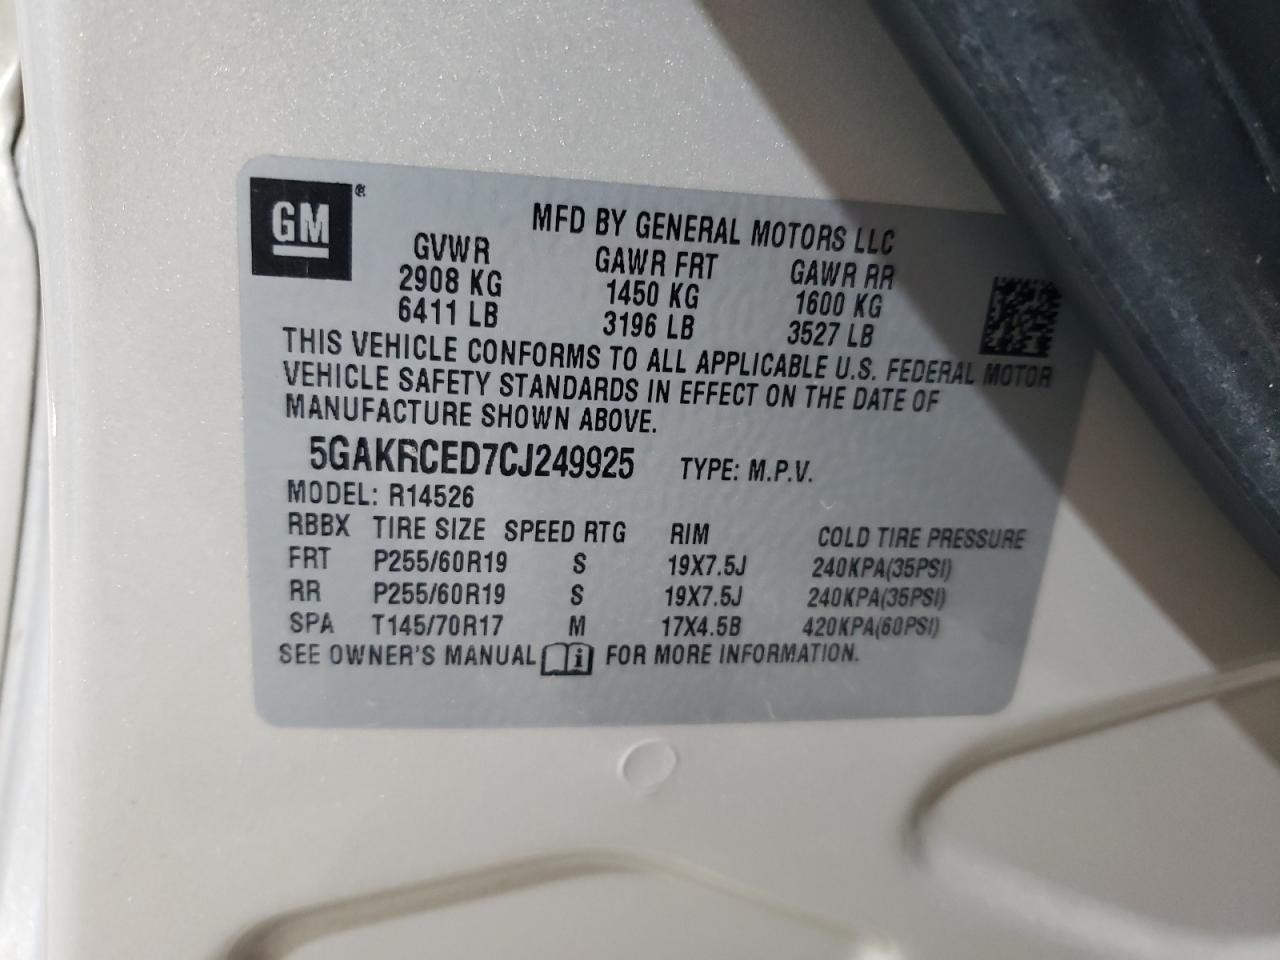 GM®
MFD BY GENERAL MOTORS LLC
GVWR GAWR FRT GAWR RR
2908 KG 1450 KG 1600 KG
6411 LB 3196 LB 3527 LB
THIS VEHICLE CONFORMS TO ALL APPLICABLE U.S. FEDERAL MOTOR
VEHICLE SAFETY STANDARDS IN EFFECT ON THE DATE OF
MANUFACTURE SHOWN ABOVE.
5GAKRCED7CJ249925 TYPE: M.P.V.
MODEL: R14526
RBBX TIRE SIZE SPEED RTG RIM COLD TIRE PRESSURE
FRT P255/60R19 S 19X7.5J 240KPA(35PSI)
RR P255/60R19 S 19X7.5J 240KPA(35PSI)
SPA T145/70R17 M 17X4.5B 420KPA(60PSI)
SEE OWNER'S MANUAL i FOR MORE INFORMATION.